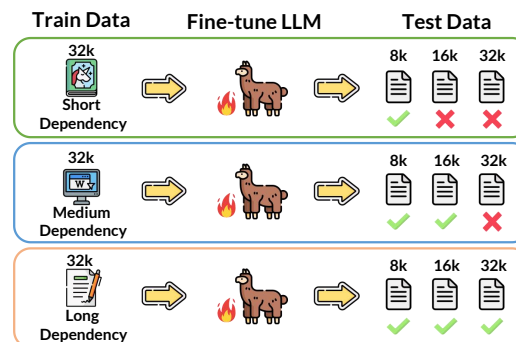 Train Data Fine-tune LLM Test Data
32k
Short
Dependency
8k 16k 32k
32k
W
Medium
Dependency
8k 16k 32k
32k
Long
Dependency
8k 16k 32k